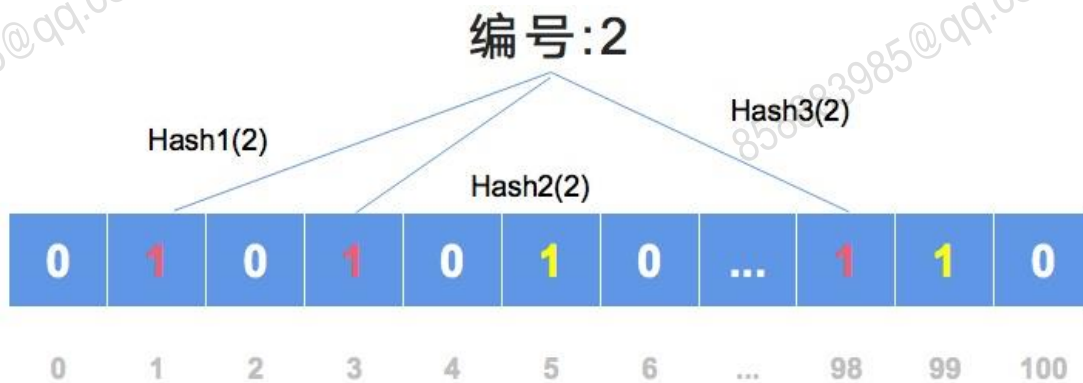 编号:2
Hash3(2)
Hash1(2)
Hash2(2)
0 1 0 1 0 1 0 ... 1 1 0
0 1 2 3 4 5 6 ... 98 99 100